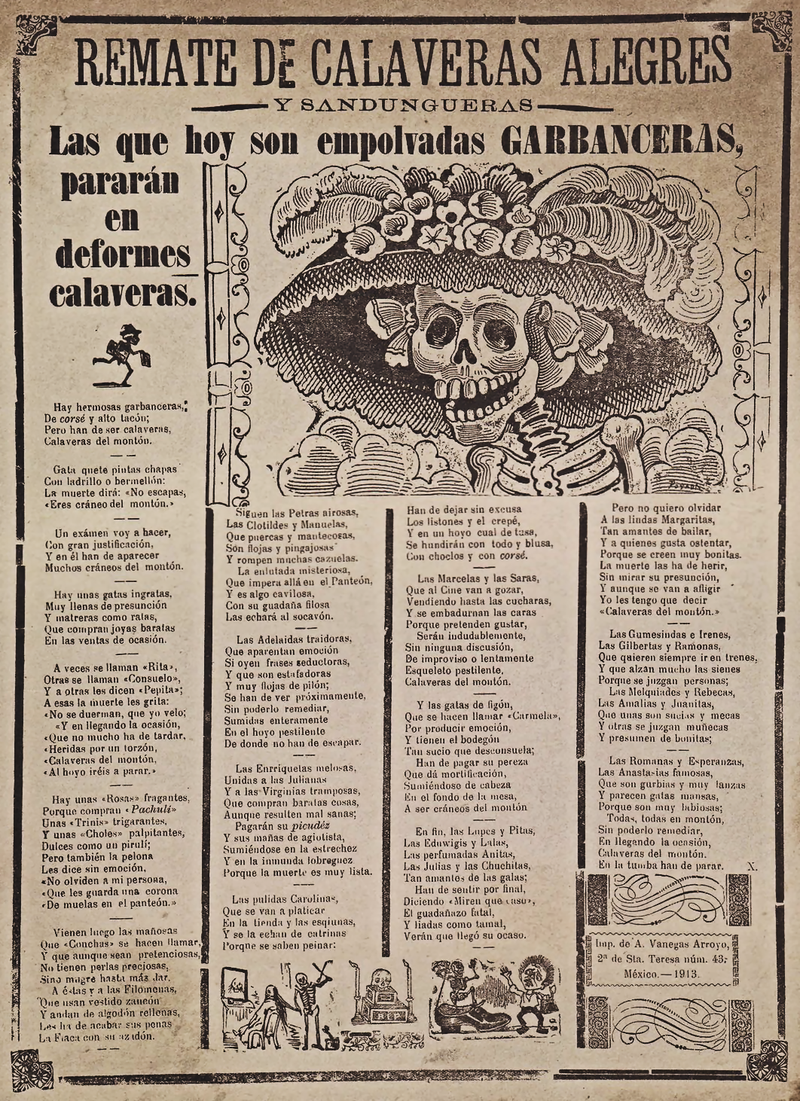 REMATE DE CALAVERAS ALEGRES
Y SANDUNGUERAS
Las que hoy son empolvadas GARBANCERAS,
pararán
en
deformes
calaveras.
Hay hermosas garbanceras,
De corsé y alto tacón;
Pero han de ser calaveras,
Calaveras del montón.
Gata que te pintas chapas
Con ladrillo o bermellón:
La muerte dirá: «No escapas,
«Eres cráneo del montón.»
Un exámen voy a hacer,
Con gran justificación,
Y en él han de aparecer
Muchos cráneos del montón.
Hay unas gatas ingratas,
Muy llenas de presunción
Y matreras como ratas,
Que compran joyas baratas
En las ventas de ocasión.
A veces se llaman «Rita»,
Otras se llaman «Consuelo»,
Y a otras les dicen «Pepita»;
A esas la muerte les grita:
«No se duerman, que yo velo;
«Y en llegando la ocasión,
«Que no mucho ha de tardar,
«Heridas por un torzón,
«Calaveras del montón,
«Al hoyo iréis a parar.»
Hay unas «Rosas» fragantes,
Porque compran «Pachulí»
Unas «Trinis» trigarantes,
Y unas «Choles» palpitantes,
Dulces como un pirulí;
Pero también la pelona
Les dice sin emoción,
«No olviden a mi persona,
«Que les guarda una corona
«De muelas en el panteón.»
Vienen luego las mañosas
Que «Conchas» se hacen llamar,
Y que aunque sean pretenciosas,
No tienen perlas preciosas,
Sino mugre hasta más dar.
A éstas y a las Filomenas,
Que usan vestido zancón
Y andan de algodón rellenas,
Les ha de acabar sus penas
La Flaca con su azadón.
Siguen las Petras airosas,
Las Clotildes y Manuelas,
Que puercas y mantecosas,
Son flojas y pingajosas
Y rompen muchas cazuelas.
La enlutada misteriosa,
Que impera allá en el Panteón,
Y es algo cavilosa,
Con su guadaña filosa
Las echará al socavón.
Las Adelaidas traidoras,
Que aparentan emoción
Si oyen frases seductoras,
Y que son estafadoras
Y muy flojas de pilón;
Se han de ver próximamente,
Sin poderlo remediar,
Sumidas enteramente
En el hoyo pestilente
De donde no han de escapar.
Las Enriquetas melosas,
Unidas a las Julianas
Y a las Virginias tramposas,
Que compran baratas cosas,
Aunque resulten mal sanas;
Pagarán su picudéz
Y sus mañas de agiotista,
Sumiéndose en la estrechez
Y en la inmunda lobreguez
Porque la muerte es muy lista.
Las pulidas Carolinas,
Que se van a platicar
En la tienda y las esquinas,
Y se la echan de catrinas
Porque se saben peinar:
Han de dejar sin excusa
Los listones y el crepé,
Y en un hoyo cual de tusa,
Se hundirán con todo y blusa,
Con choclos y con corsé.
Las Marcelas y las Saras,
Que al Cine van a gozar,
Vendiendo hasta las cucharas,
Y se embadurnan las caras
Porque pretenden gustar,
Serán indudablemente,
Sin ninguna discusión,
De improviso o lentamente
Esqueleto pestilente,
Calaveras del montón.
Y las gatas de figón,
Que se hacen llamar «Carmela»,
Por producir emoción,
Y tienen el bodegón
Tan sucio que desconsuela;
Han de pagar su pereza
Que dá mortificación,
Sumiéndose de cabeza
En el fondo de la mesa,
A ser cráneos del montón
En fin, las Lupes y Pitas,
Las Eduwigis y Lalas,
Las perfumadas Anitas,
Las Julias y las Chuchitas,
Tan amantes de las galas;
Han de sentir por final,
Diciendo «Miren que caso»,
El guadañazo fatal,
Y liadas como tamal,
Verán que llegó su ocaso.
Pero no quiero olvidar
A las lindas Margaritas,
Tan amantes de bailar,
Y a quienes gusta ostentar,
Porque se creen muy bonitas.
La muerte las ha de herir,
Sin mirar su presunción,
Y aunque se van a afligir
Yo les tengo que decir
«Calaveras del montón.»
Las Gumesindas e Irenes,
Las Gilbertas y Ramonas,
Que quieren siempre ir en trenes,
Y que alzan mucho las sienes
Porque se juzgan personas;
Las Melquiades y Rebecas,
Las Amalias y Juanitas,
Que unas son sucias y mecas
Y otras se juzgan muñecas
Y presumen de bonitas;
Las Romanas y Esperanzas,
Las Anastasias famosas,
Que son gurbias y muy lanzas
Y parecen gatas mansas,
Porque son muy labiosas;
Todas, todas en montón,
Sin poderlo remediar,
En llegando la ocasión,
Calaveras del montón.
En la tumba han de parar. X.
Imp. de A. Vanegas Arroyo,
2ª de Sta. Teresa núm. 43;
México.—1913.
POSADA
R.I.P.